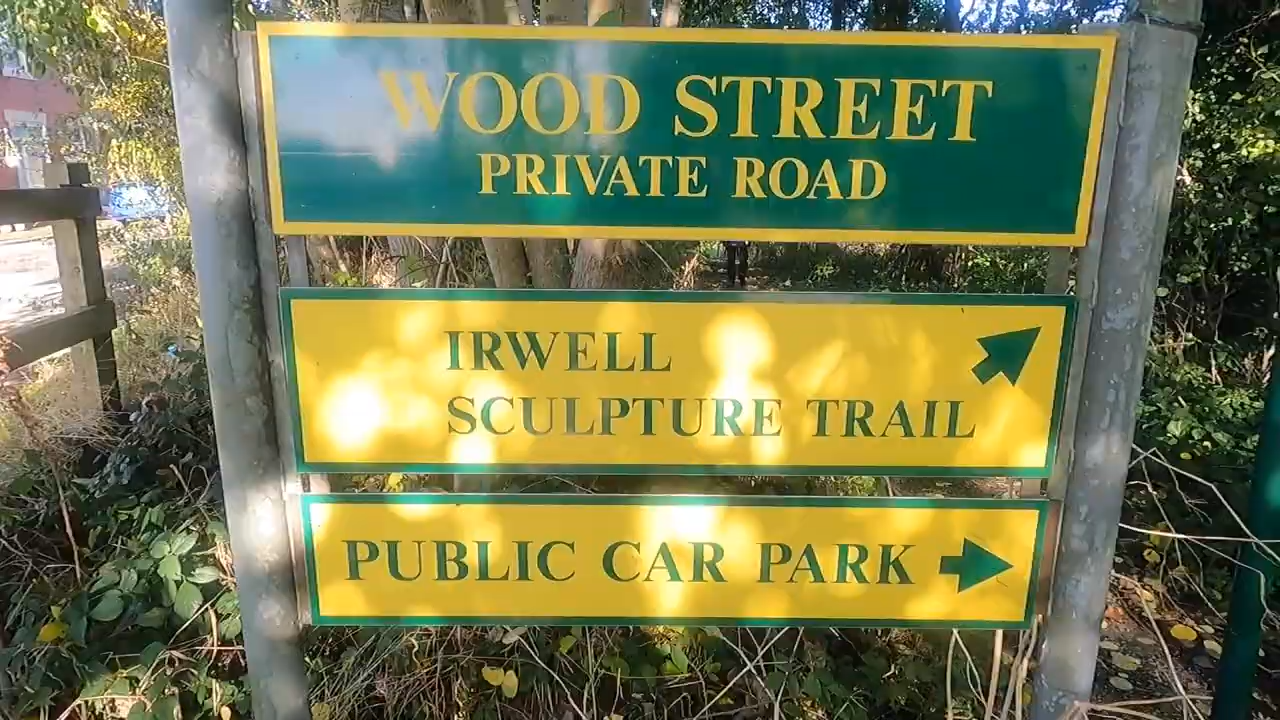 WOOD STREET
PRIVATE ROAD
IRWELL
SCULPTURE TRAIL
PUBLIC CAR PARK